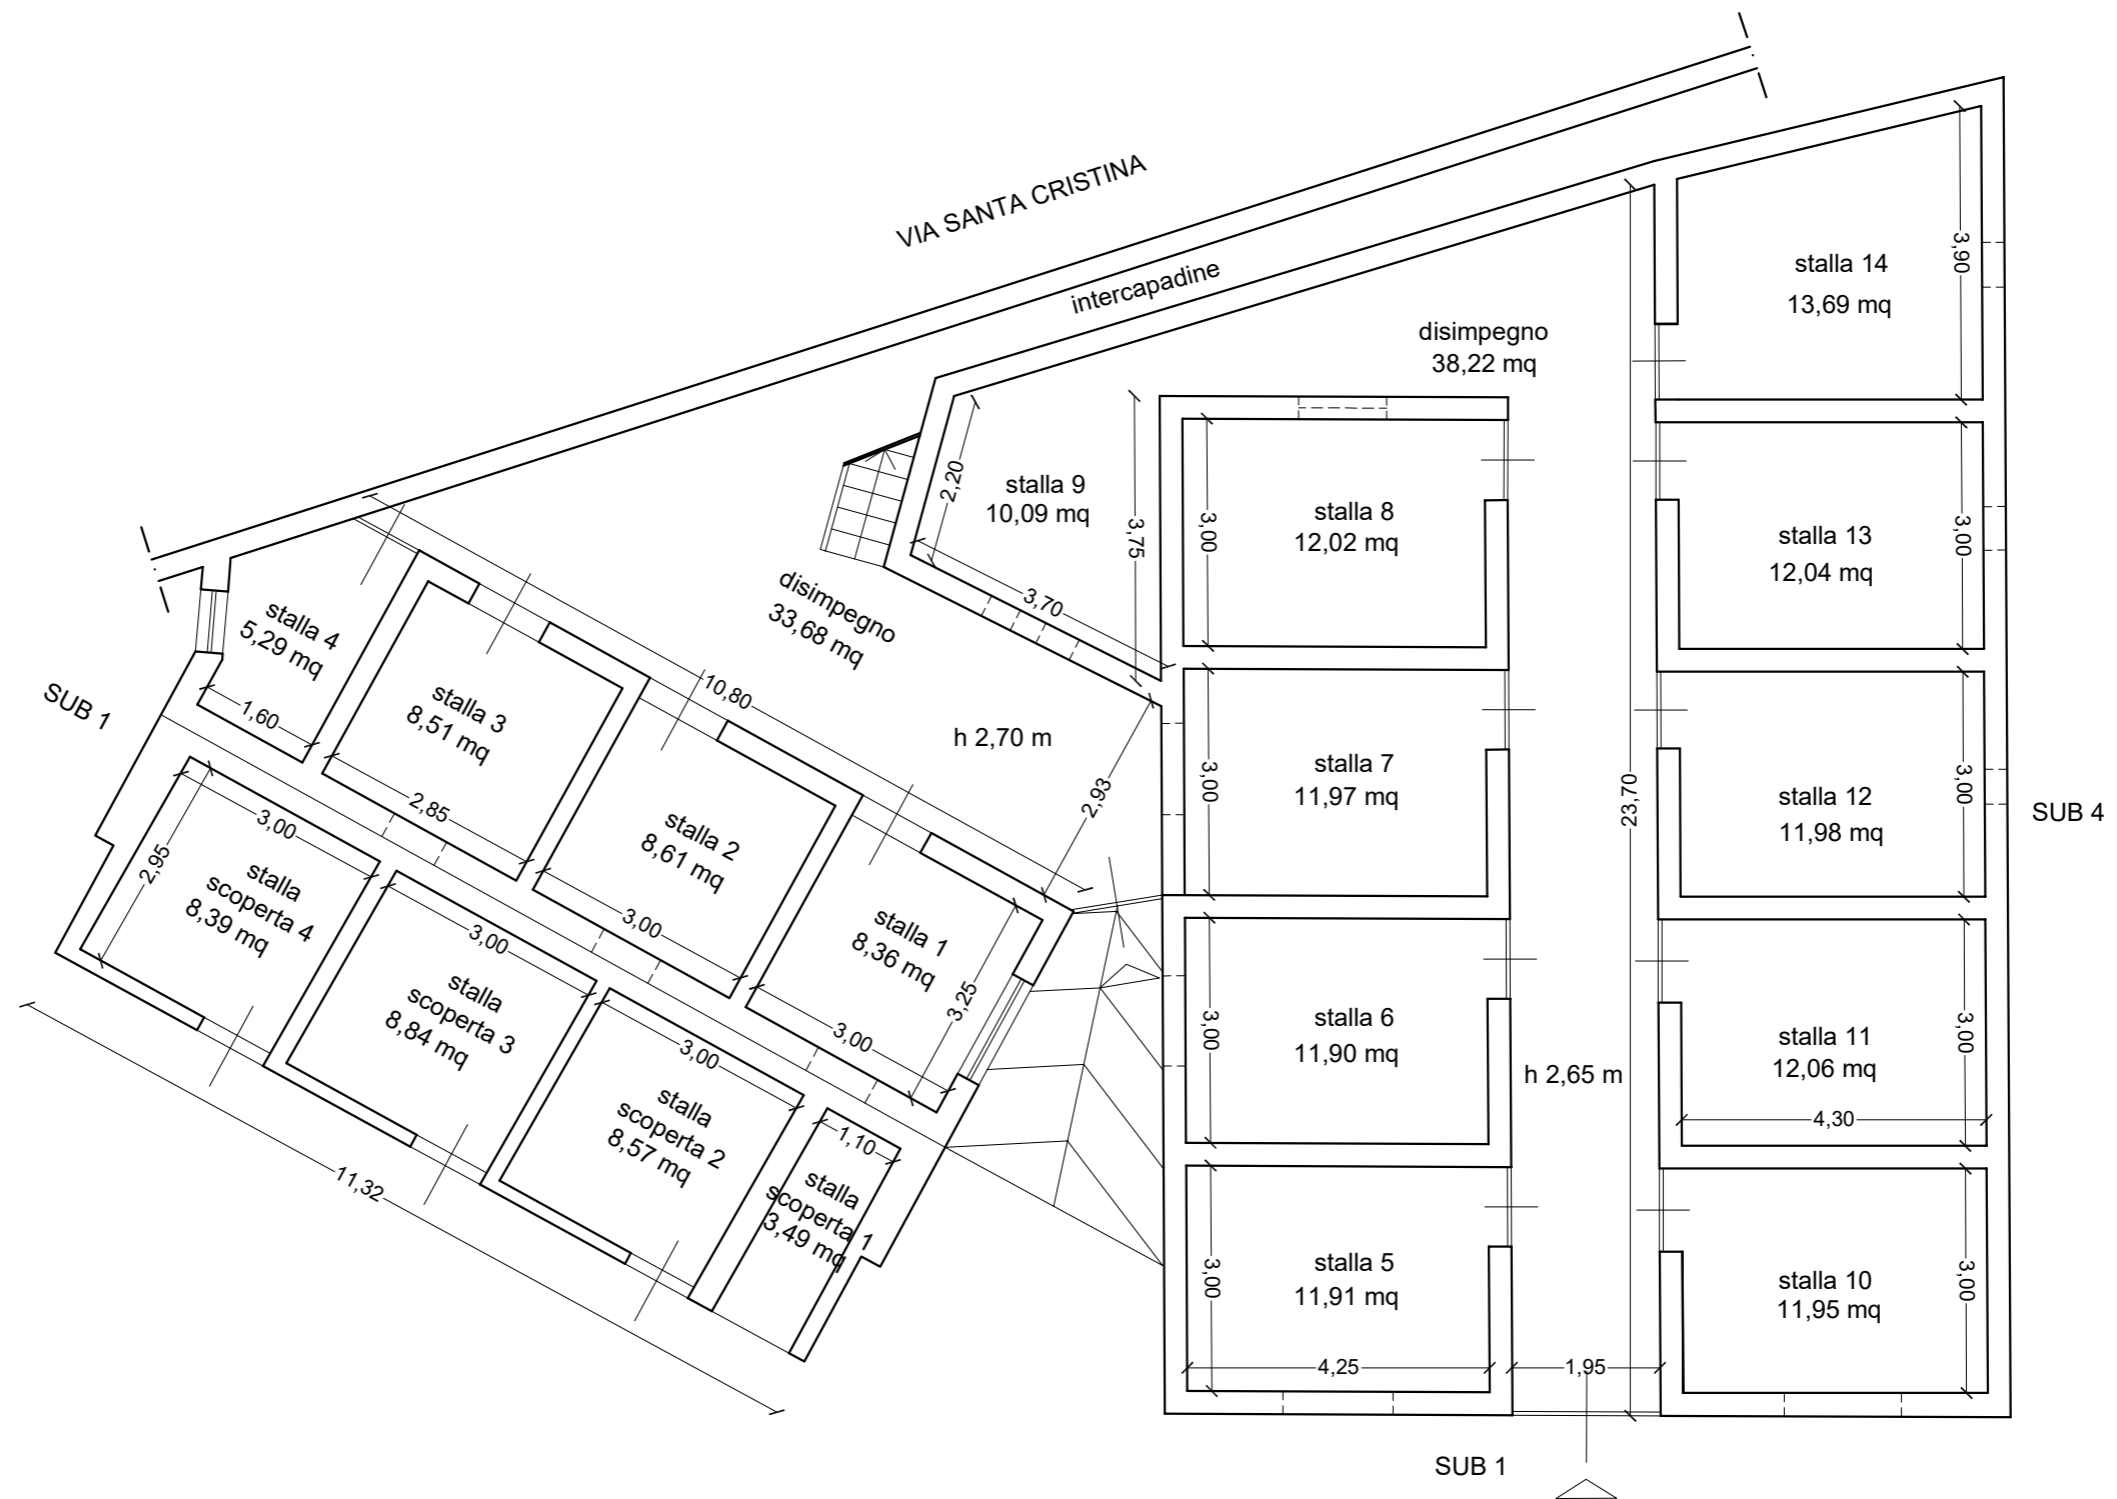 VIA SANTA CRISTINA
intercapadine
3,90
stalla 14
13,69 mq
disimpegno
38,22 mq
2,20
stalla 9
10,09 mq
3,75
3,70
3,00
stalla 8
12,02 mq
3,00
stalla 13
12,04 mq
disimpegno
33,68 mq
stalla 4
5,29 mq
1,60
SUB 1
stalla 3
8,51 mq
2,85
10,80
h 2,70 m
2,93
3,00
stalla 7
11,97 mq
23,70
stalla 12
11,98 mq
3,00
SUB 4
stalla 2
8,61 mq
3,00
stalla 1
8,36 mq
3,25
3,00
3,00
2,95
stalla
scoperta 4
8,39 mq
3,00
stalla
scoperta 3
8,84 mq
3,00
stalla
scoperta 2
8,57 mq
1,10
stalla
scoperta 1
3,49 mq
11,32
3,00
stalla 6
11,90 mq
h 2,65 m
stalla 11
12,06 mq
3,00
4,30
3,00
stalla 5
11,91 mq
4,25
1,95
stalla 10
11,95 mq
3,00
SUB 1